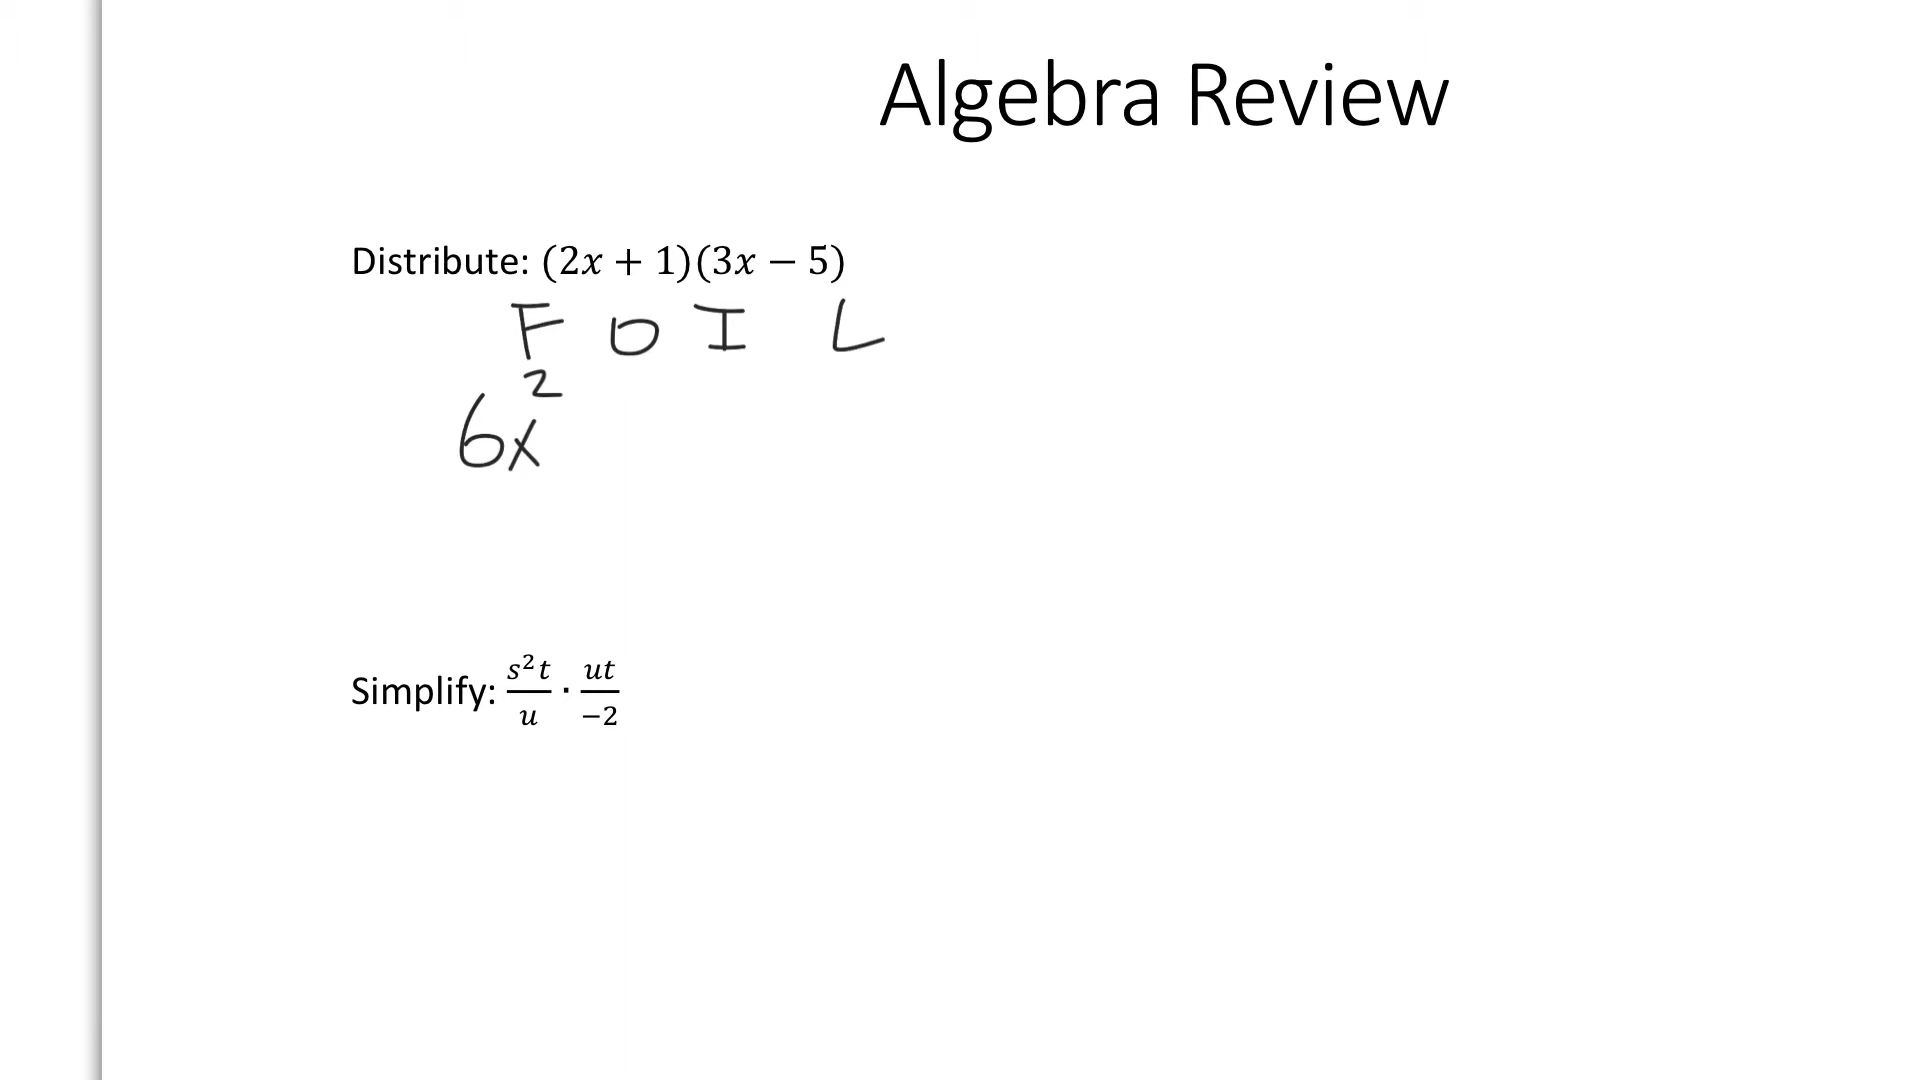 Algebra Review
Distribute: (2x + 1)(3x − 5)
F O I L
6x²
Simplify: s²t/u · ut/−2